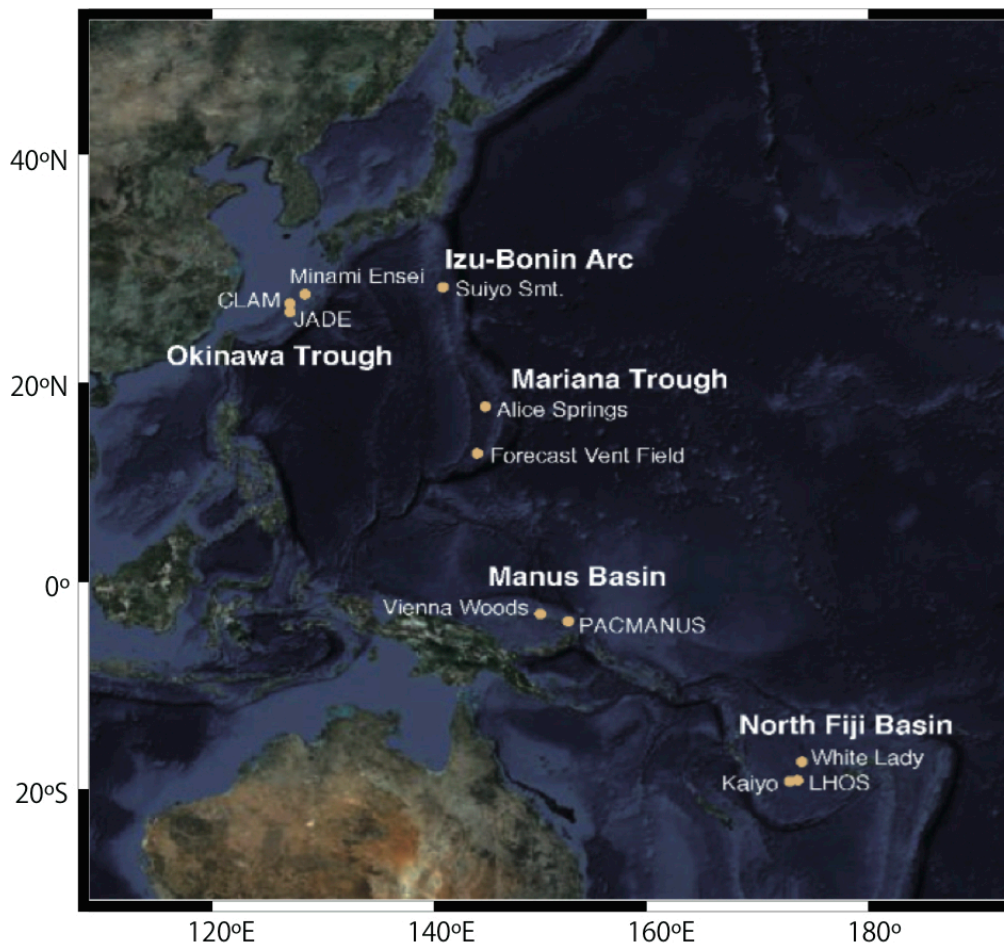 40ºN
Izu-Bonin Arc
Minami Ensei
Suiyo Smt.
CLAM
JADE
Okinawa Trough
20ºN
Mariana Trough
Alice Springs
Forecast Vent Field
0º
Manus Basin
Vienna Woods
PACMANUS
North Fiji Basin
White Lady
Kaiyo
LHOS
20ºS
120ºE
140ºE
160ºE
180º